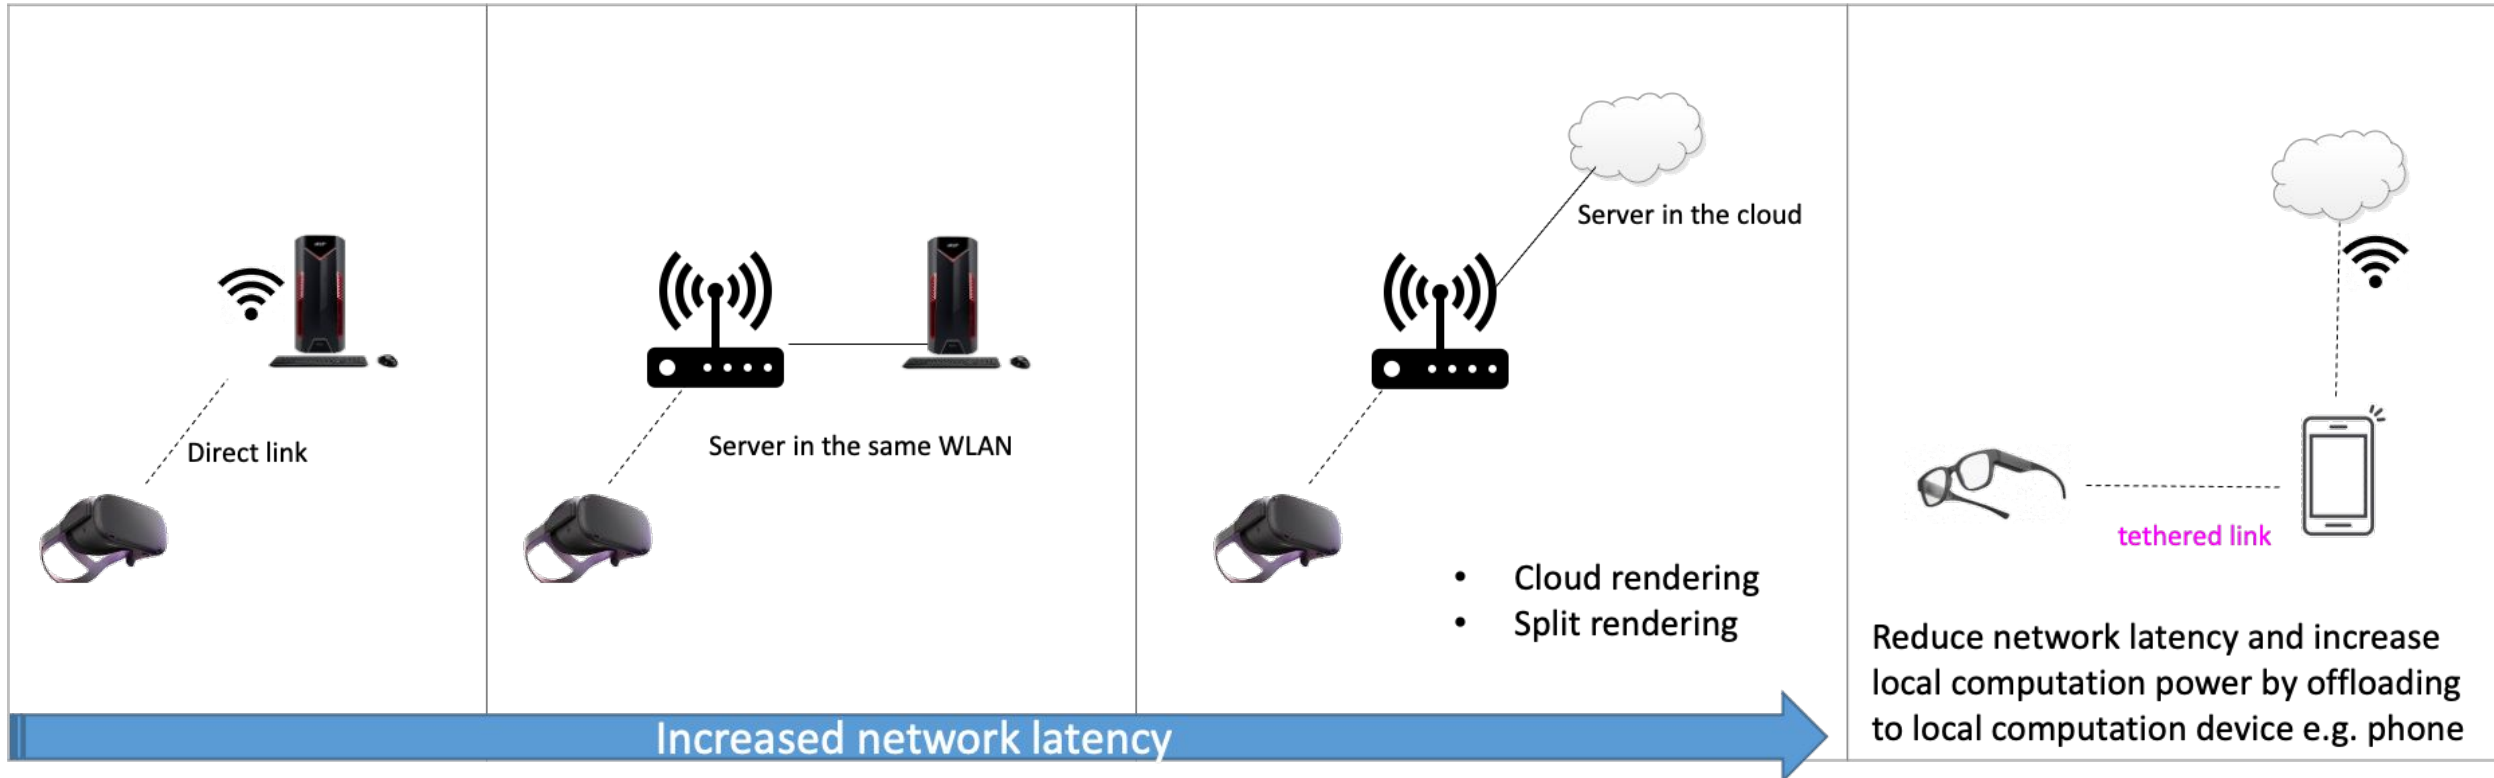 Direct link
Server in the same WLAN
Server in the cloud
• Cloud rendering
• Split rendering
tethered link
Reduce network latency and increase
local computation power by offloading
to local computation device e.g. phone
Increased network latency